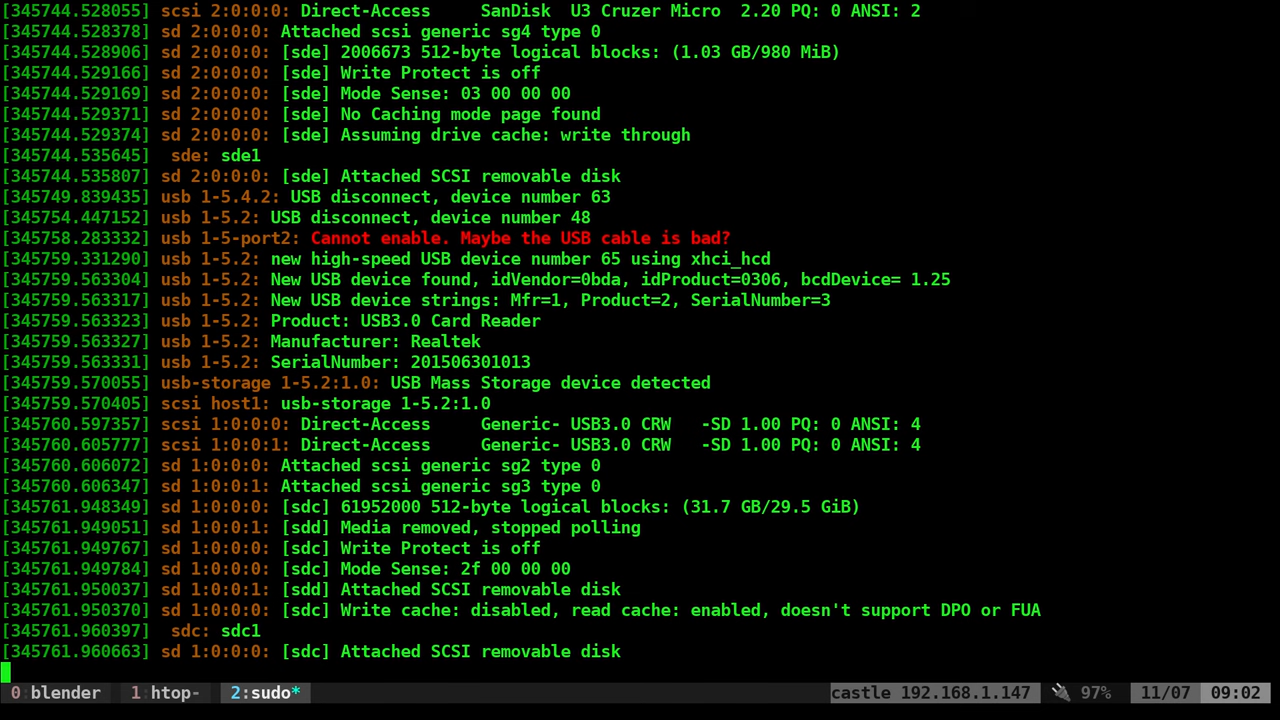 [345744.528055] scsi 2:0:0:0: Direct-Access     SanDisk  U3 Cruzer Micro  2.20 PQ: 0 ANSI: 2
[345744.528378] sd 2:0:0:0: Attached scsi generic sg4 type 0
[345744.528906] sd 2:0:0:0: [sde] 2006673 512-byte logical blocks: (1.03 GB/980 MiB)
[345744.529166] sd 2:0:0:0: [sde] Write Protect is off
[345744.529169] sd 2:0:0:0: [sde] Mode Sense: 03 00 00 00
[345744.529371] sd 2:0:0:0: [sde] No Caching mode page found
[345744.529374] sd 2:0:0:0: [sde] Assuming drive cache: write through
[345744.535645]  sde: sde1
[345744.535807] sd 2:0:0:0: [sde] Attached SCSI removable disk
[345749.839435] usb 1-5.4.2: USB disconnect, device number 63
[345754.447152] usb 1-5.2: USB disconnect, device number 48
[345758.283332] usb 1-5-port2: Cannot enable. Maybe the USB cable is bad?
[345759.331290] usb 1-5.2: new high-speed USB device number 65 using xhci_hcd
[345759.563304] usb 1-5.2: New USB device found, idVendor=0bda, idProduct=0306, bcdDevice= 1.25
[345759.563317] usb 1-5.2: New USB device strings: Mfr=1, Product=2, SerialNumber=3
[345759.563323] usb 1-5.2: Product: USB3.0 Card Reader
[345759.563327] usb 1-5.2: Manufacturer: Realtek
[345759.563331] usb 1-5.2: SerialNumber: 201506301013
[345759.570055] usb-storage 1-5.2:1.0: USB Mass Storage device detected
[345759.570405] scsi host1: usb-storage 1-5.2:1.0
[345760.597357] scsi 1:0:0:0: Direct-Access     Generic- USB3.0 CRW   -SD 1.00 PQ: 0 ANSI: 4
[345760.605777] scsi 1:0:0:1: Direct-Access     Generic- USB3.0 CRW   -SD 1.00 PQ: 0 ANSI: 4
[345760.606072] sd 1:0:0:0: Attached scsi generic sg2 type 0
[345760.606347] sd 1:0:0:1: Attached scsi generic sg3 type 0
[345761.948349] sd 1:0:0:0: [sdc] 61952000 512-byte logical blocks: (31.7 GB/29.5 GiB)
[345761.949051] sd 1:0:0:1: [sdd] Media removed, stopped polling
[345761.949767] sd 1:0:0:0: [sdc] Write Protect is off
[345761.949784] sd 1:0:0:0: [sdc] Mode Sense: 2f 00 00 00
[345761.950037] sd 1:0:0:1: [sdd] Attached SCSI removable disk
[345761.950370] sd 1:0:0:0: [sdc] Write cache: disabled, read cache: enabled, doesn't support DPO or FUA
[345761.960397]  sdc: sdc1
[345761.960663] sd 1:0:0:0: [sdc] Attached SCSI removable disk
0 blender 1 htop- 2:sudo* castle 192.168.1.147 🔌 97% 11/07 09:02